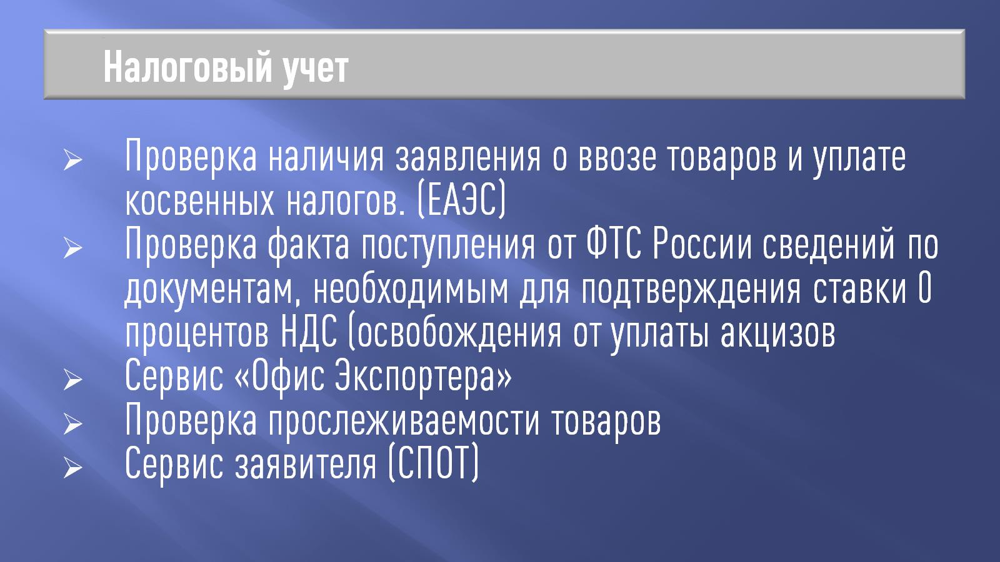 Налоговый учет
Проверка наличия заявления о ввозе товаров и уплате
косвенных налогов. (ЕАЭС)
Проверка факта поступления от ФТС России сведений по
документам, необходимым для подтверждения ставки 0
процентов НДС (освобождения от уплаты акцизов
Сервис «Офис Экспортера»
Проверка прослеживаемости товаров
Сервис заявителя (СПОТ)